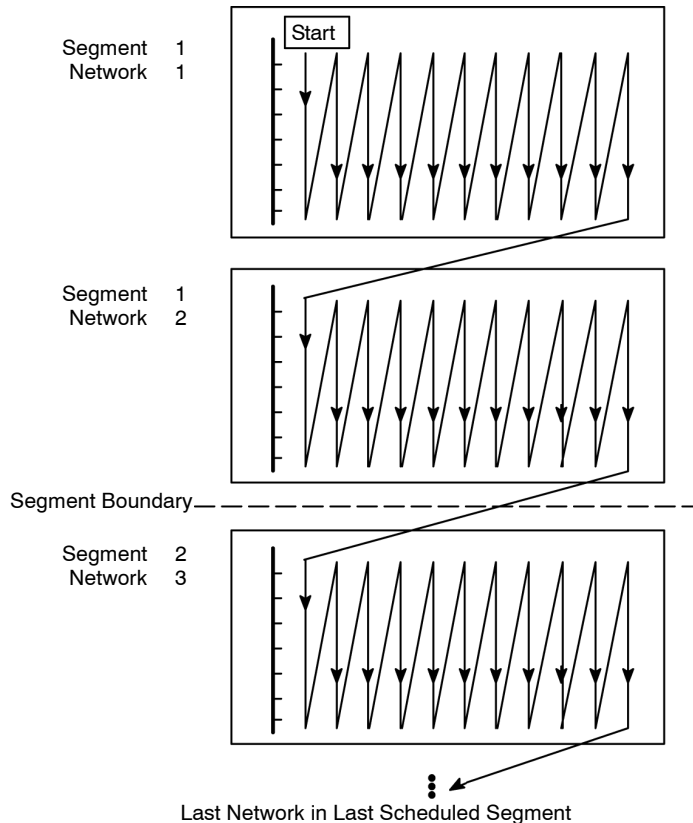 Start
Segment 1
Network 1
Segment 1
Network 2
Segment Boundary
Segment 2
Network 3
Last Network in Last Scheduled Segment